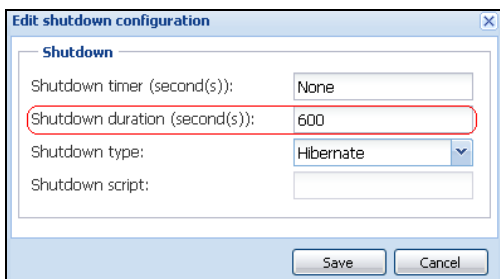 Edit shutdown configuration
Shutdown
Shutdown timer (second(s)): None
Shutdown duration (second(s)): 600
Shutdown type: Hibernate
Shutdown script:
Save Cancel